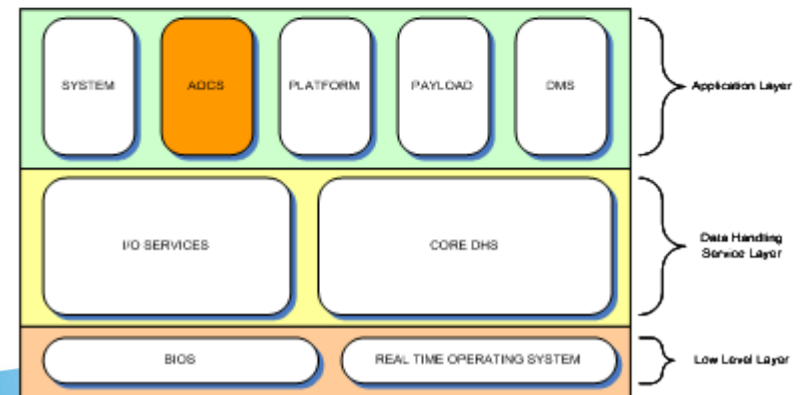 SYSTEM
AOCS
PLATFORM
PAYLOAD
DMS
Application Layer
I/O SERVICES
CORE DHS
Data Handling
Service Layer
BIOS
REAL TIME OPERATING SYSTEM
Low Level Layer